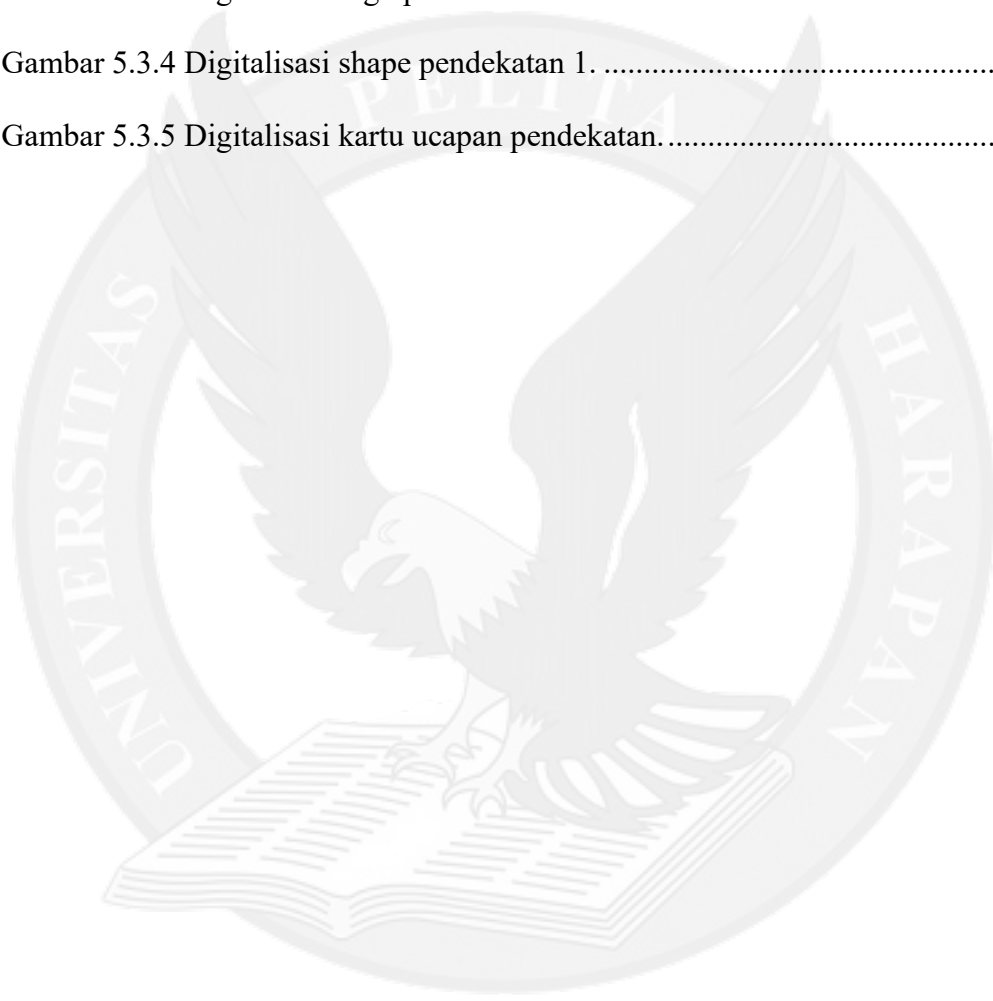 Gambar 5.3.4 Digitalisasi shape pendekatan 1. ................................................
Gambar 5.3.5 Digitalisasi kartu ucapan pendekatan. ........................................
UNIVERSITAS PELITA HARAPAN